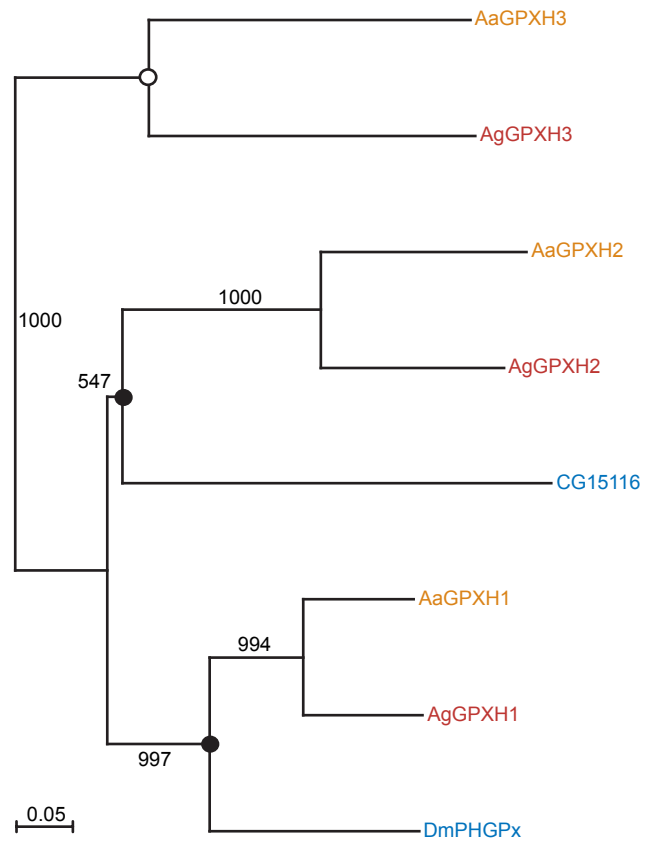 AaGPXH3
AgGPXH3
AaGPXH2
1000
1000
AgGPXH2
547
CG15116
AaGPXH1
994
AgGPXH1
997
0.05
DmPHGPx